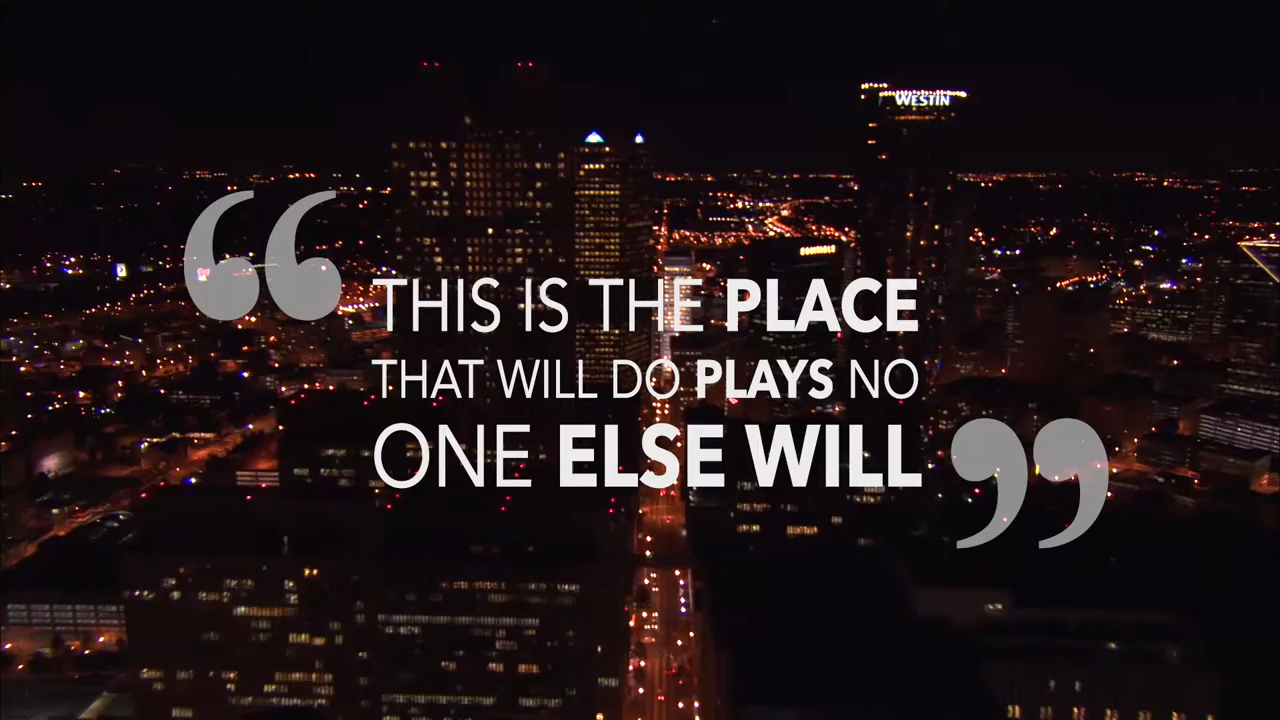 WESTIN
“THIS IS THE PLACE
THAT WILL DO PLAYS NO
ONE ELSE WILL”